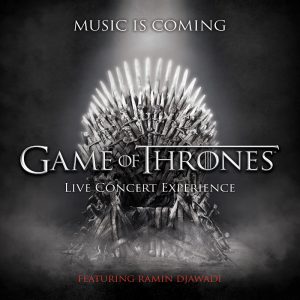 MUSIC IS COMING
GAME OF THRONES
LIVE CONCERT EXPERIENCE
FEATURING RAMIN DJAWADI